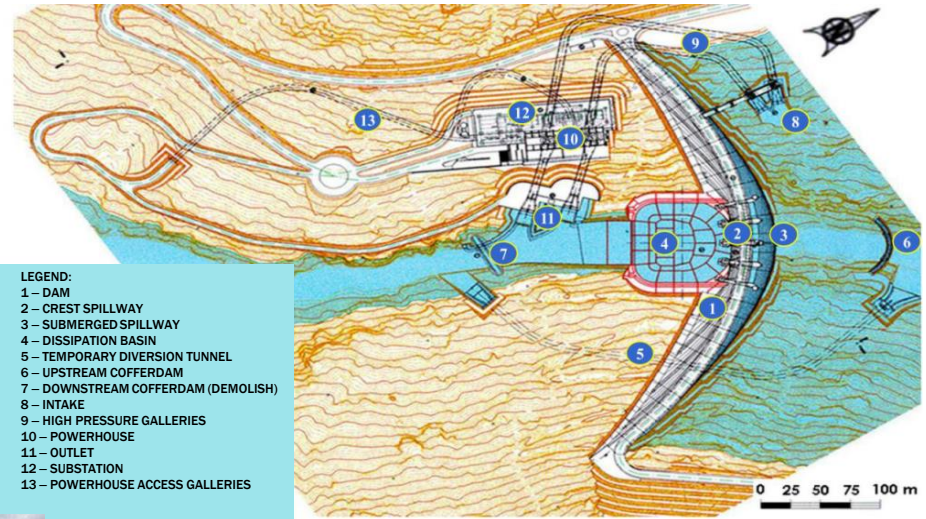 9
13
12
10
8
11
2
3
4
7
6
1
5
LEGEND:
1 – DAM
2 – CREST SPILLWAY
3 – SUBMERGED SPILLWAY
4 – DISSIPATION BASIN
5 – TEMPORARY DIVERSION TUNNEL
6 – UPSTREAM COFFERDAM
7 – DOWNSTREAM COFFERDAM (DEMOLISH)
8 – INTAKE
9 – HIGH PRESSURE GALLERIES
10 – POWERHOUSE
11 – OUTLET
12 – SUBSTATION
13 – POWERHOUSE ACCESS GALLERIES
0 25 50 75 100 m